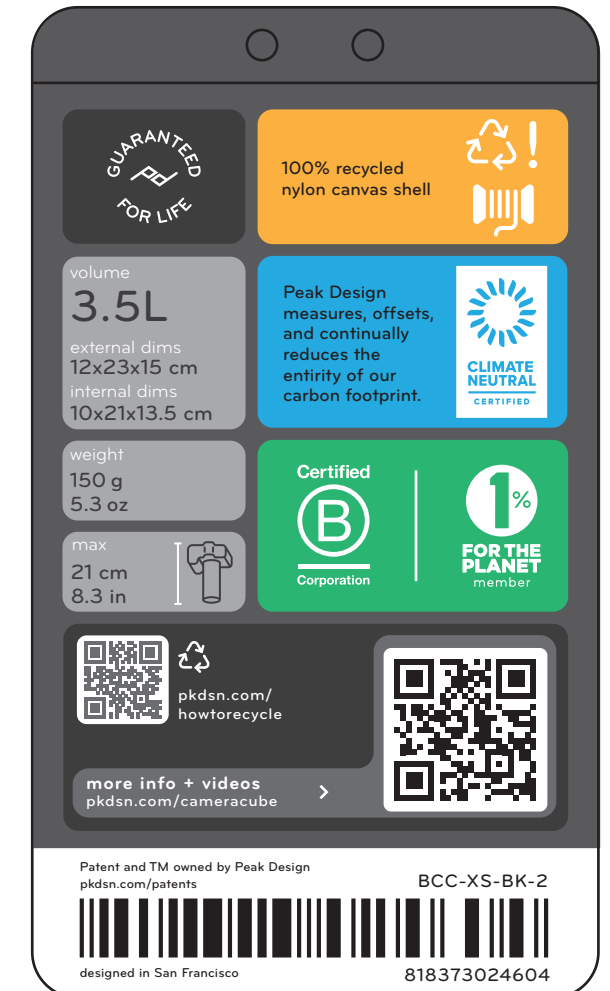 GUARANTEED
FOR LIFE
100% recycled
nylon canvas shell
volume
3.5L
external dims
12x23x15 cm
internal dims
10x21x13.5 cm
Peak Design
measures, offsets,
and continually
reduces the
entirity of our
carbon footprint.
CLIMATE
NEUTRAL
CERTIFIED
weight
150 g
5.3 oz
max
21 cm
8.3 in
Certified
B
Corporation
1%
FOR THE
PLANET
member
pkdsn.com/
howtorecycle
more info + videos
pkdsn.com/cameracube
Patent and TM owned by Peak Design
pkdsn.com/patents
BCC-XS-BK-2
designed in San Francisco
818373024604